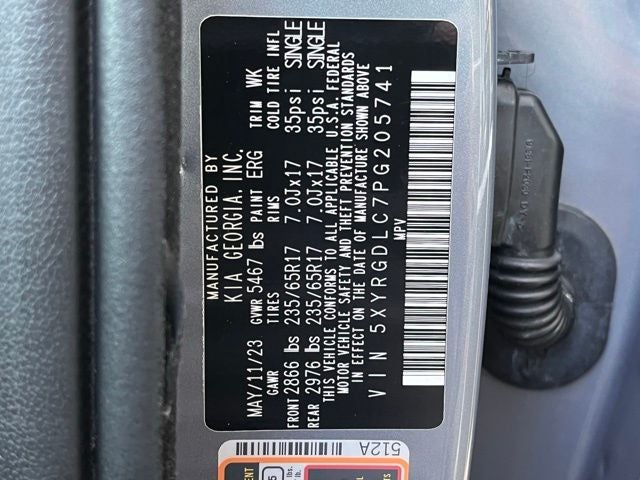 MANUFACTURED BY
KIA GEORGIA, INC.
MAY/11/23 GVWR 5467 lbs PAINT ERG TRIM WK
GAWR TIRES RIMS COLD TIRE INFL
FRONT 2866 lbs 235/65R17 7.0Jx17 35psi SINGLE
REAR 2976 lbs 235/65R17 7.0Jx17 35psi SINGLE
THIS VEHICLE CONFORMS TO ALL APPLICABLE U.S.A. FEDERAL
MOTOR VEHICLE SAFETY AND THEFT PREVENTION STANDARDS
IN EFFECT ON THE DATE OF MANUFACTURE SHOWN ABOVE
VIN 5XYRGDLC7PG205741
MPV
512A